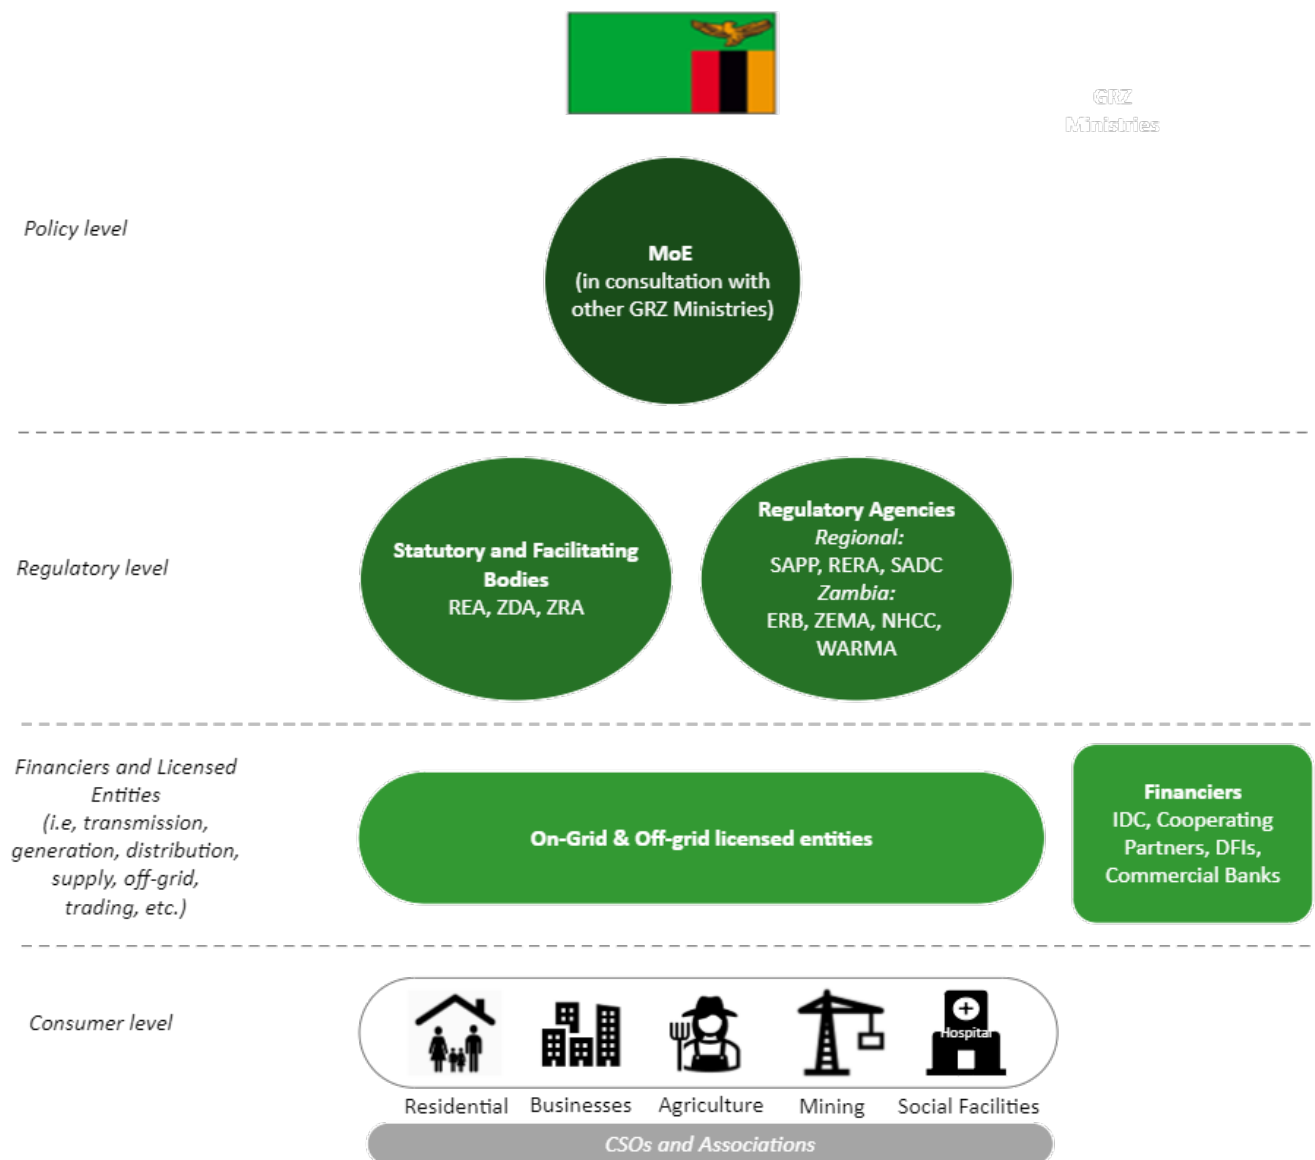 GRZ
Ministries
Policy level
MoE
(in consultation with
other GRZ Ministries)
Regulatory level
Statutory and Facilitating
Bodies
REA, ZDA, ZRA
Regulatory Agencies
Regional:
SAPP, RERA, SADC
Zambia:
ERB, ZEMA, NHCC,
WARMA
Financiers and Licensed
Entities
(i.e, transmission,
generation, distribution,
supply, off-grid,
trading, etc.)
On-Grid & Off-grid licensed entities
Financiers
IDC, Cooperating
Partners, DFIs,
Commercial Banks
Consumer level
Hospital
Residential
Businesses
Agriculture
Mining
Social Facilities
CSOs and Associations